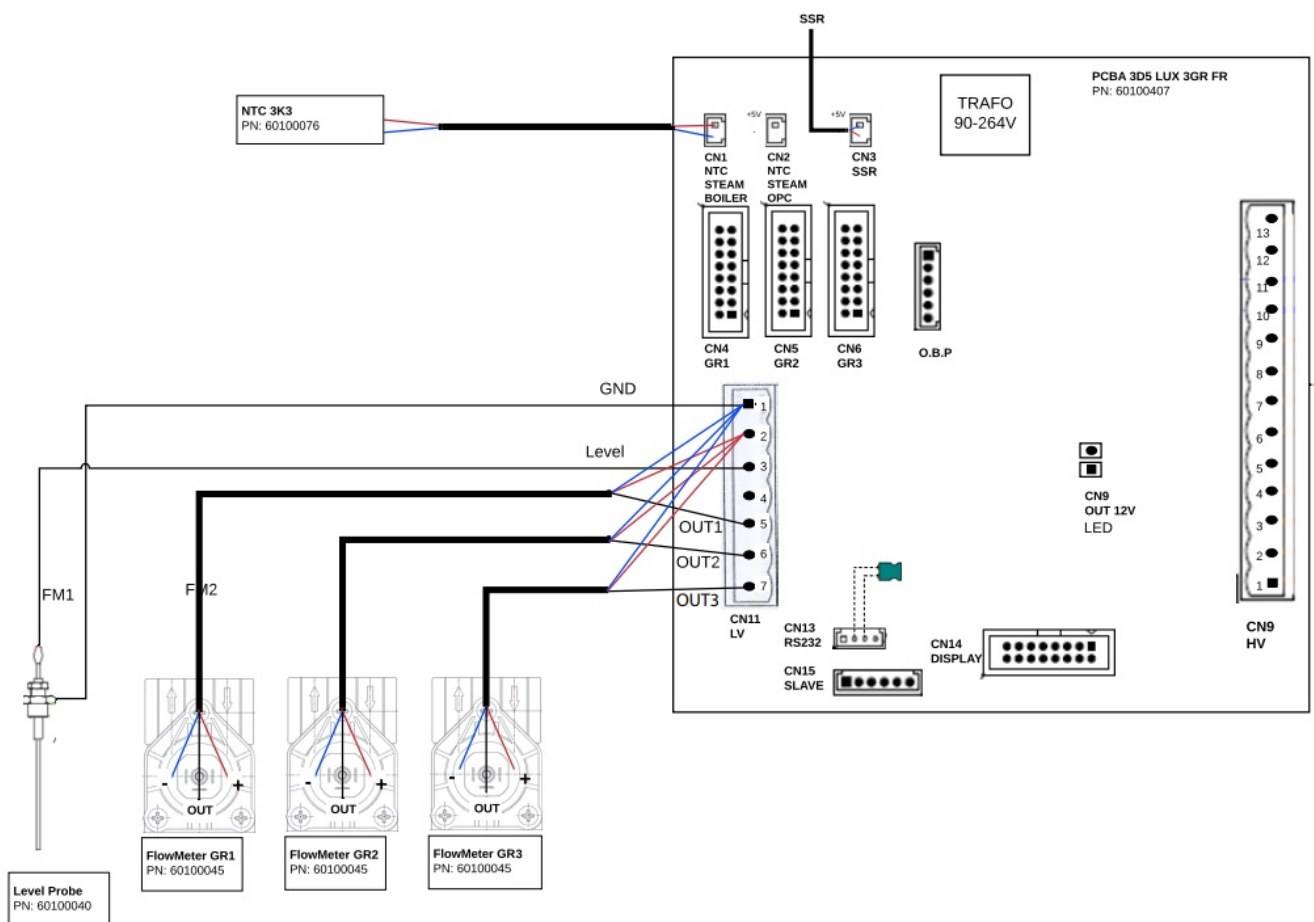 SSR
PCBA 3D5 LUX 3GR FR
PN: 60100407
TRAFO
90-264V
NTC 3K3
PN: 60100076
+5V
+5V
-
CN1
NTC
STEAM
BOILER
CN2
NTC
STEAM
OPC
CN3
SSR
CN4
GR1
CN5
GR2
CN6
GR3
O.B.P
13
12
11
10
9
8
7
6
5
4
3
2
1
CN9
HV
GND
Level
1
2
3
4
5
6
7
OUT1
OUT2
OUT3
CN11
LV
CN9
OUT 12V
LED
FM1
FM2
CN13
RS232
CN14
DISPLAY
CN15
SLAVE
-
+
OUT
-
+
OUT
-
+
OUT
FlowMeter GR1
PN: 60100045
FlowMeter GR2
PN: 60100045
FlowMeter GR3
PN: 60100045
Level Probe
PN: 60100040